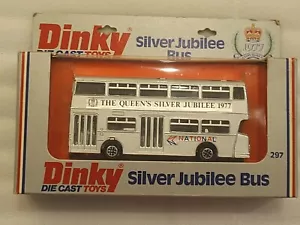 Dinky
DIE CAST TOYS
Silver Jubilee
Bus
1977
THE QUEEN'S SILVER JUBILEE 1977
NATIONAL
297
Dinky
DIE CAST TOYS
Silver Jubilee Bus